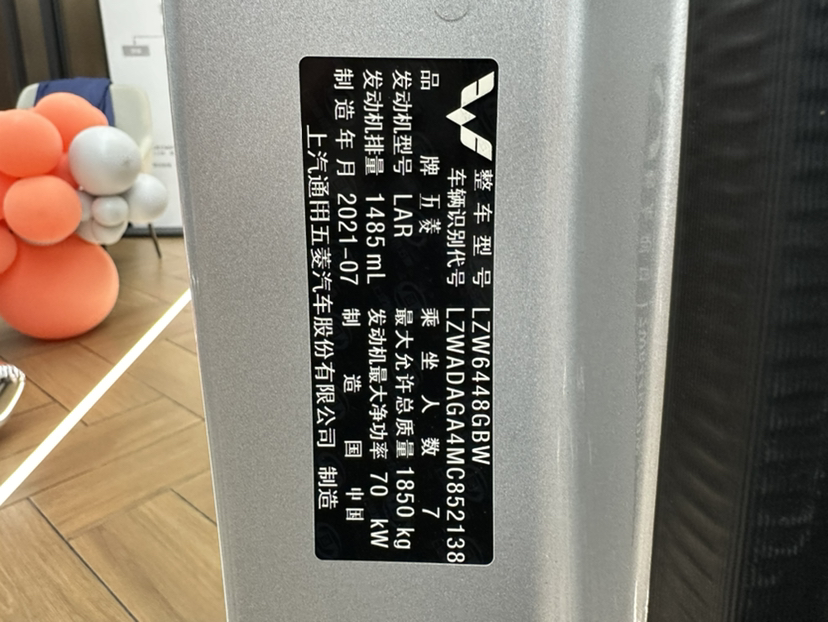 整车型号 LZW6448GBW
车辆识别代号 LZWADAGA4MC852138
品牌 五菱 乘坐人数 7
发动机型号 LAR 最大允许总质量 1850 kg
发动机排量 1485 mL 发动机最大净功率 70 kW
制造年月 2021-07 制造国 中国
上汽通用五菱汽车股份有限公司 制造